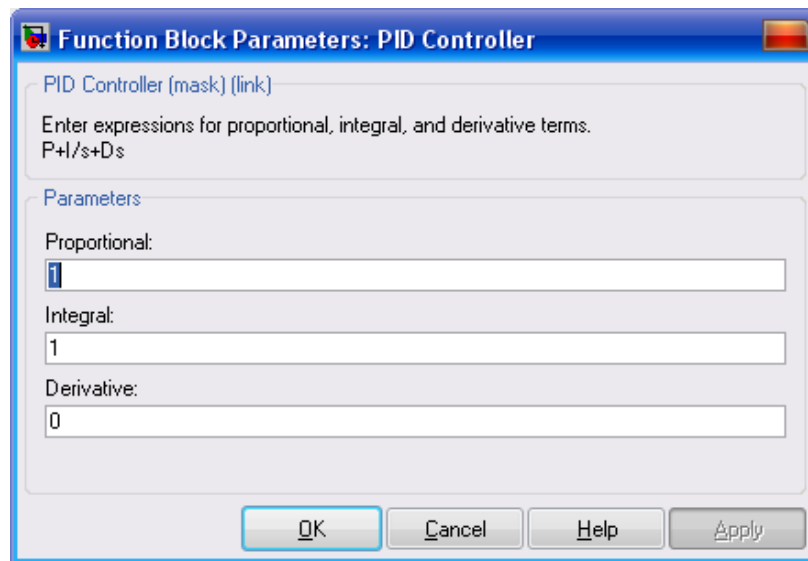 Function Block Parameters: PID Controller
PID Controller (mask) (link)
Enter expressions for proportional, integral, and derivative terms.
P+I/s+Ds
Parameters
Proportional:
1
Integral:
1
Derivative:
0
OK Cancel Help Apply